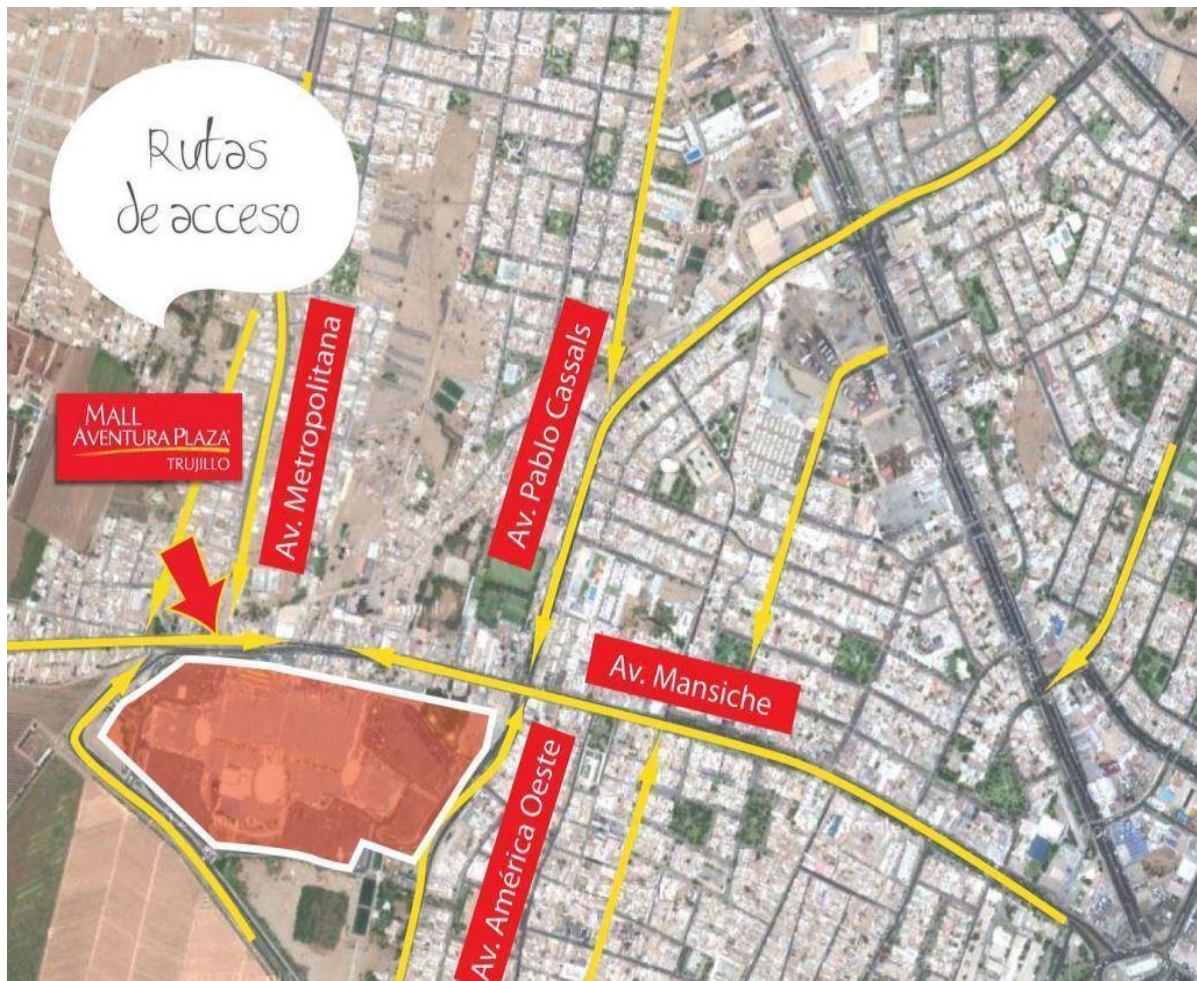 Rutas
de acceso
MALL
AVENTURA PLAZA
TRUJILLO
Av. Metropolitana
Av. Pablo Cassals
Av. Mansiche
Av. América Oeste